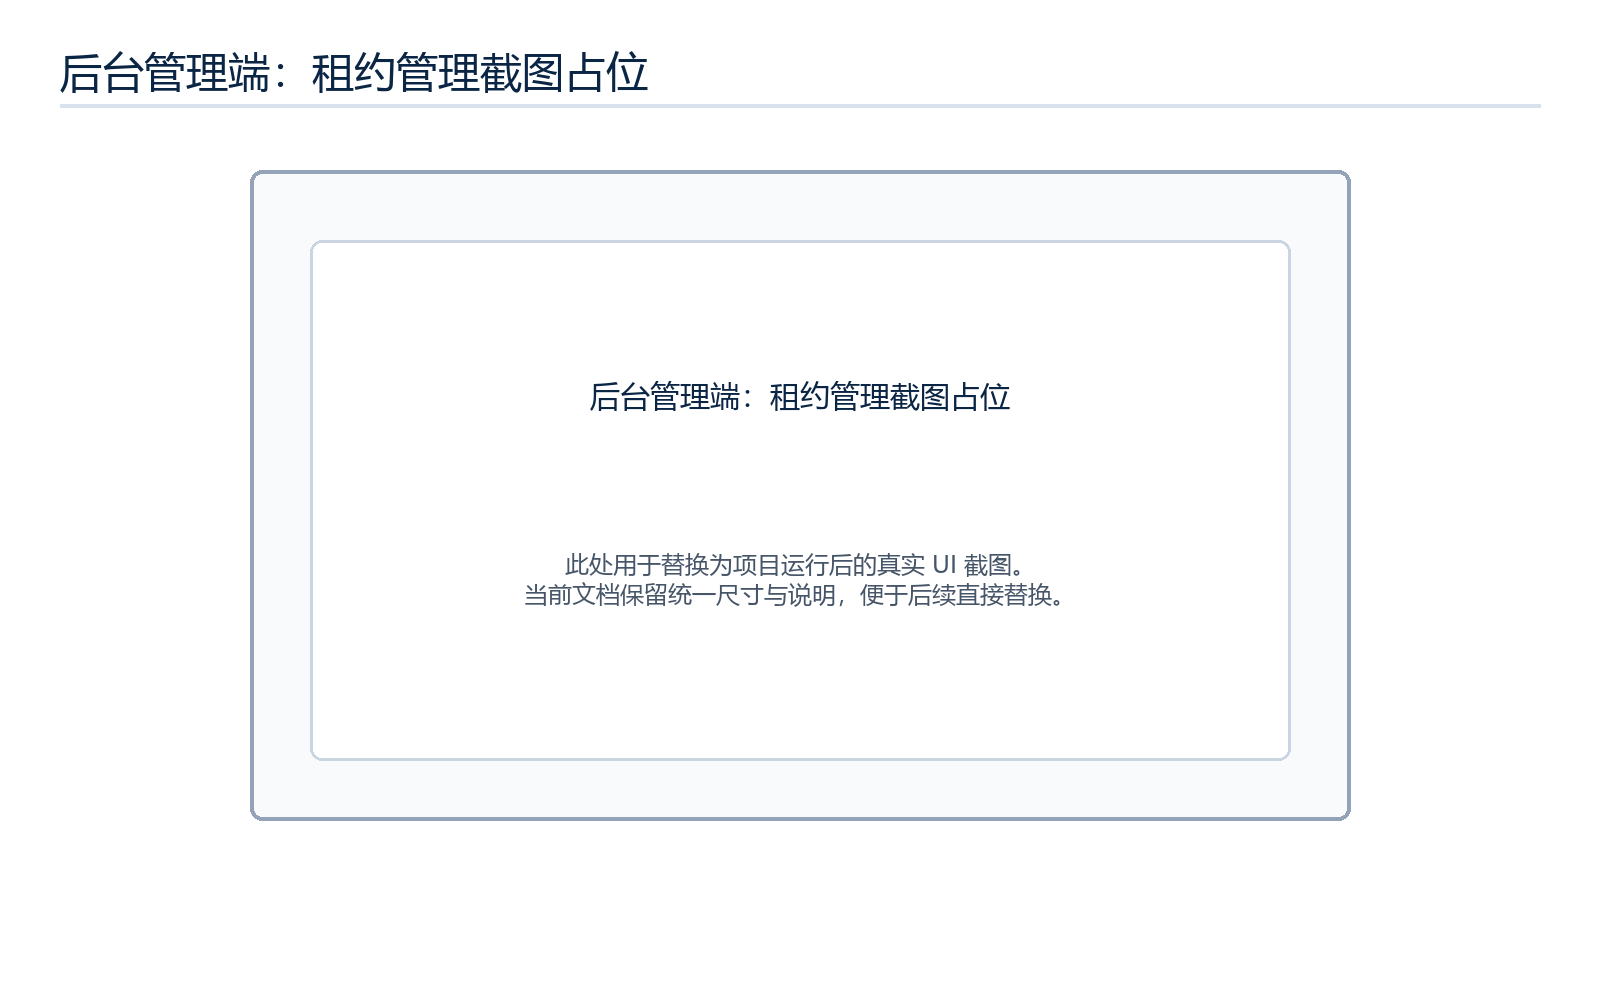 后台管理端：租约管理截图占位
后台管理端：租约管理截图占位
此处用于替换为项目运行后的真实 UI 截图。
当前文档保留统一尺寸与说明，便于后续直接替换。